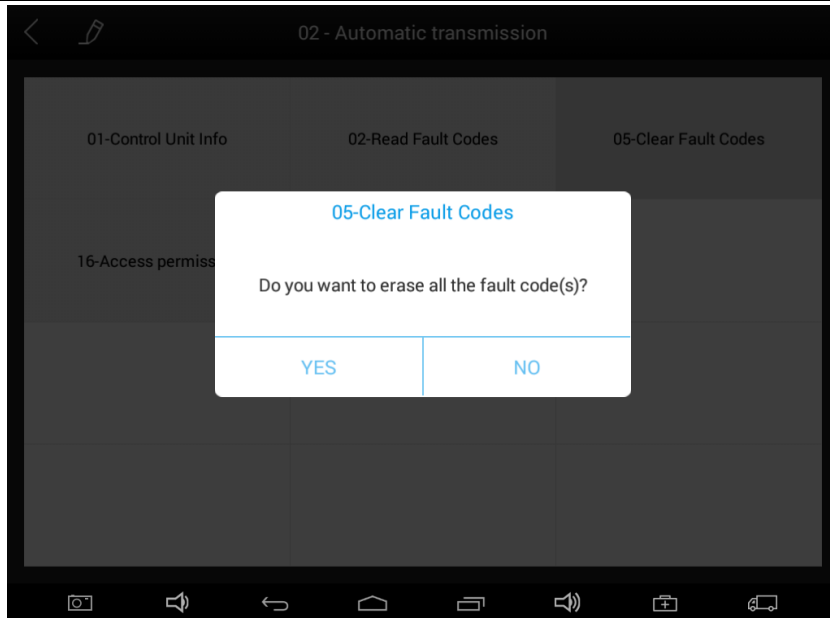 02 - Automatic transmission
01-Control Unit Info
02-Read Fault Codes
05-Clear Fault Codes
16-Access permiss
05-Clear Fault Codes
Do you want to erase all the fault code(s)?
YES
NO